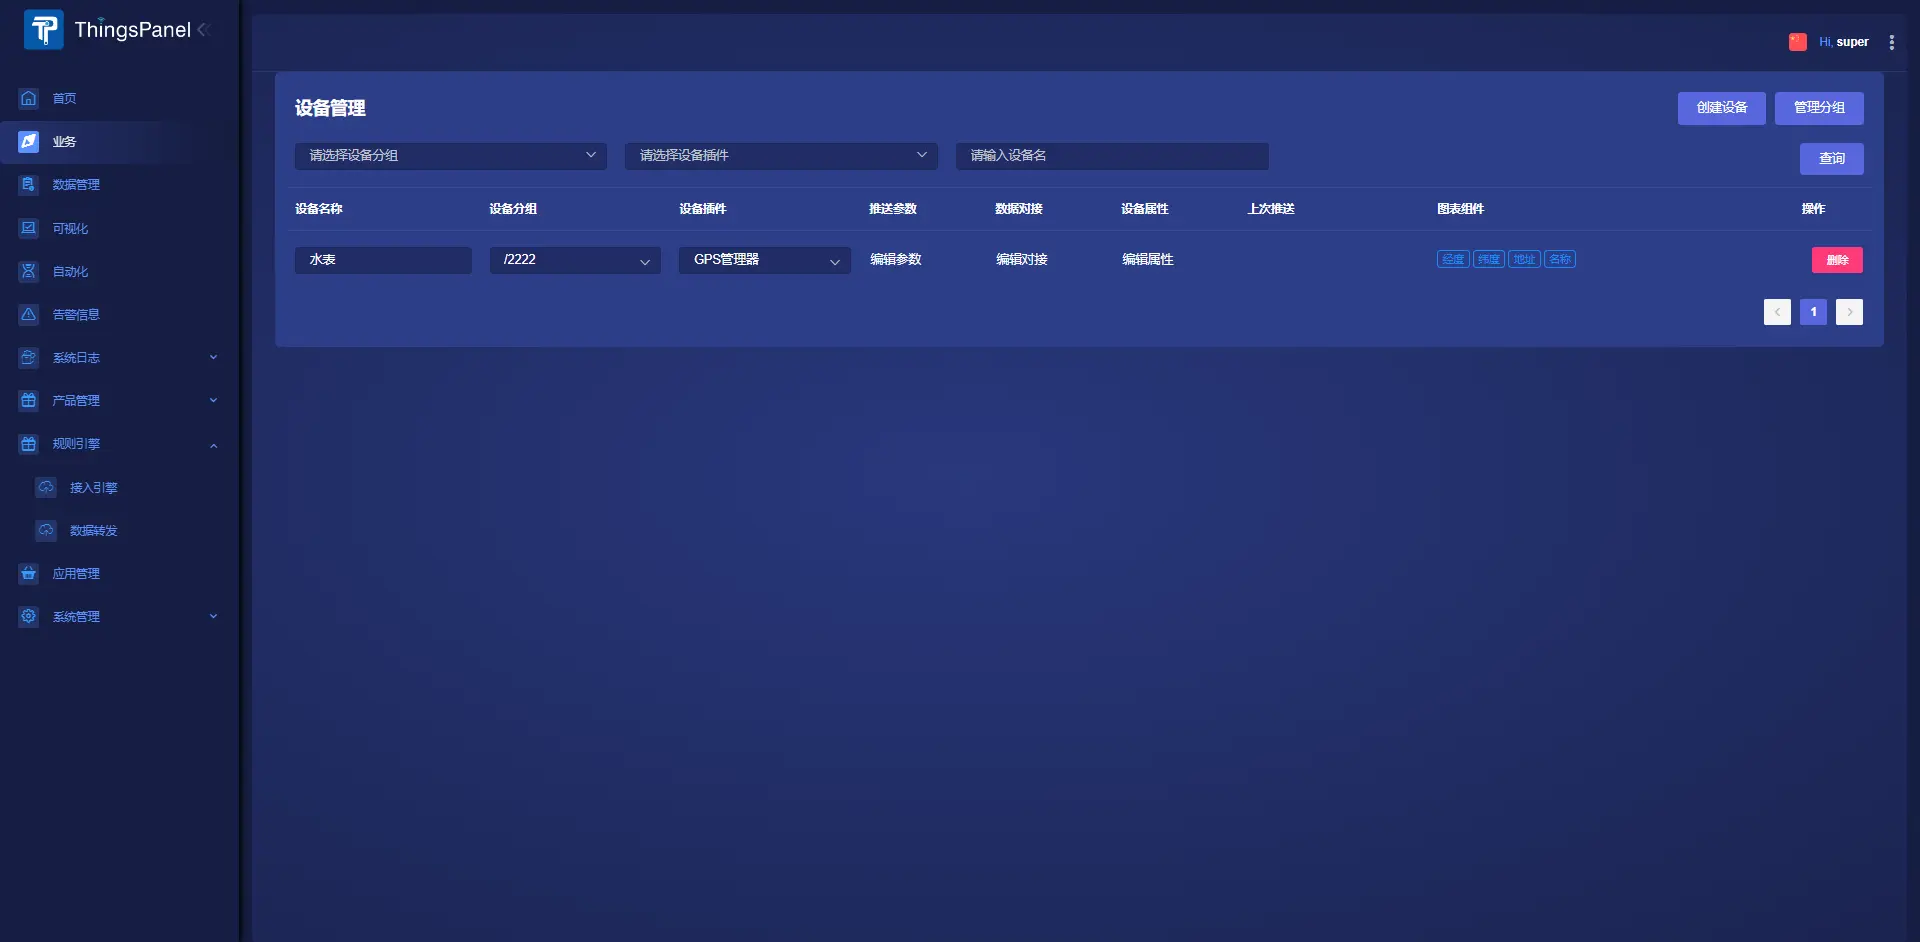 ThingsPanel
Hi, super
首页
业务
数据管理
可视化
自动化
告警信息
系统日志
产品管理
规则引擎
接入引擎
数据转发
应用管理
系统管理
设备管理
创建设备 管理分组
请选择设备分组 请选择设备插件 请输入设备名 查询
设备名称 设备分组 设备插件 推送参数 数据对接 设备属性 上次推送 图表组件 操作
水表 /2222 GPS管理器 编辑参数 编辑对接 编辑属性 经度 纬度 地址 名称 删除
1